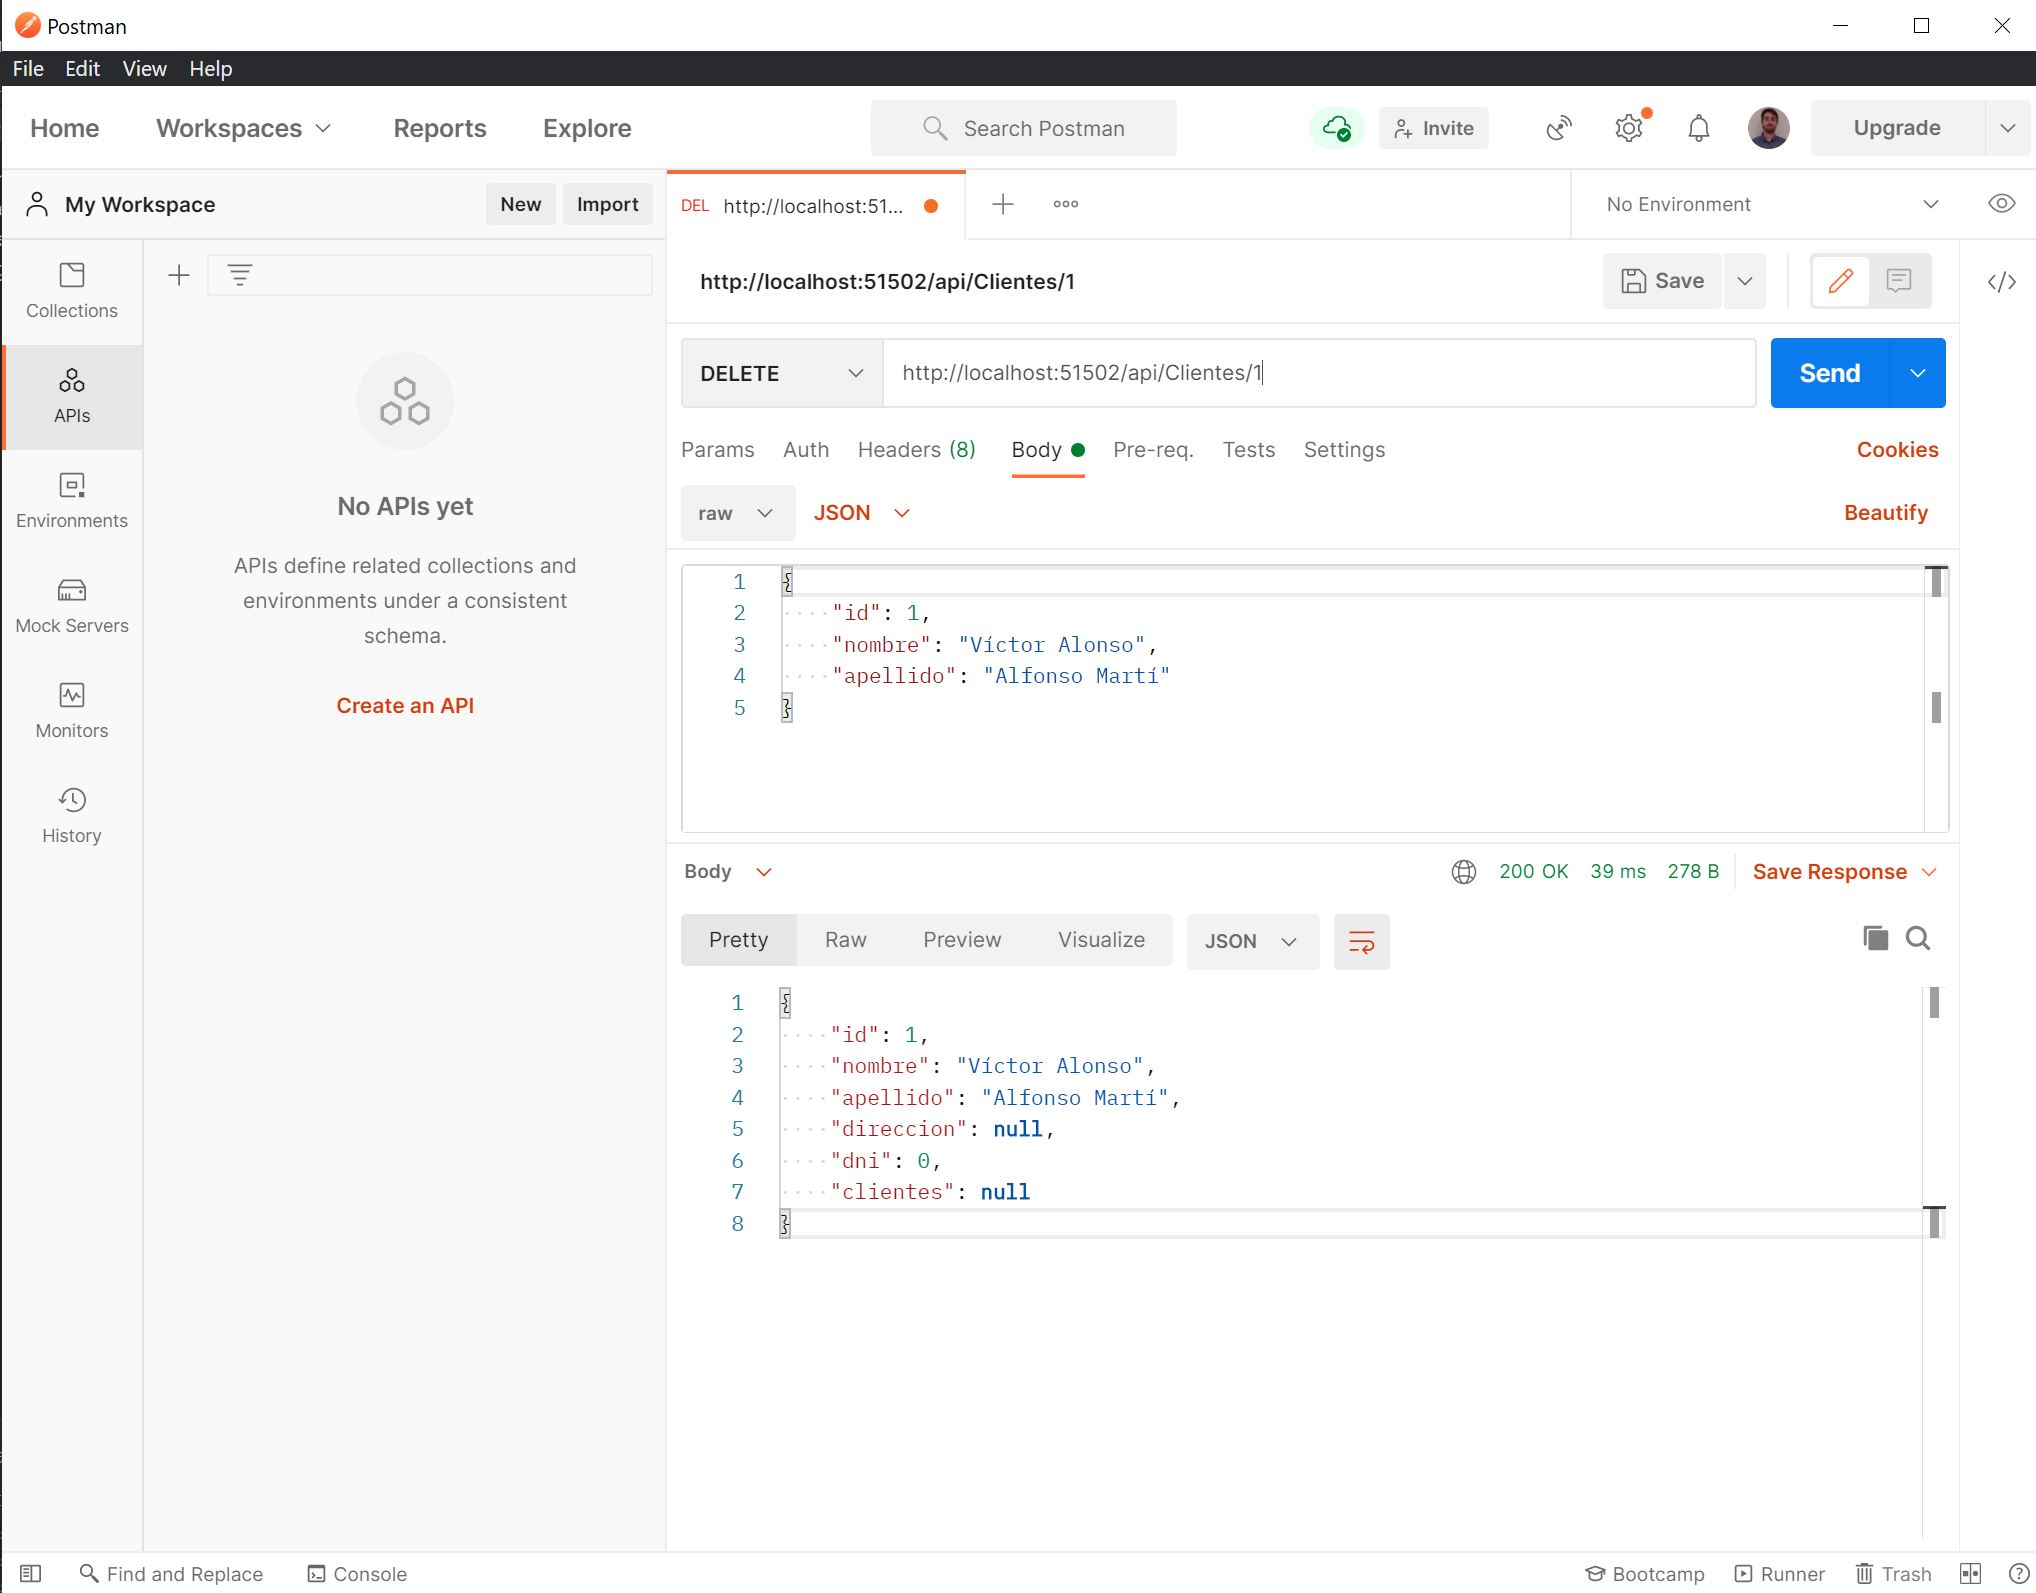 Postman
File Edit View Help
Home Workspaces Reports Explore Search Postman Invite Upgrade
My Workspace New Import DEL http://localhost:51... No Environment
http://localhost:51502/api/Clientes/1 Save
Collections
APIs
Environments
Mock Servers
Monitors
History
No APIs yet
APIs define related collections and
environments under a consistent
schema.
Create an API
DELETE http://localhost:51502/api/Clientes/1 Send
Params Auth Headers (8) Body Pre-req. Tests Settings Cookies
raw JSON Beautify
1 {
2 "id": 1,
3 "nombre": "Víctor Alonso",
4 "apellido": "Alfonso Martí"
5 }
Body 200 OK 39 ms 278 B Save Response
Pretty Raw Preview Visualize JSON
1 {
2 "id": 1,
3 "nombre": "Víctor Alonso",
4 "apellido": "Alfonso Martí",
5 "direccion": null,
6 "dni": 0,
7 "clientes": null
8 }
Find and Replace Console Bootcamp Runner Trash